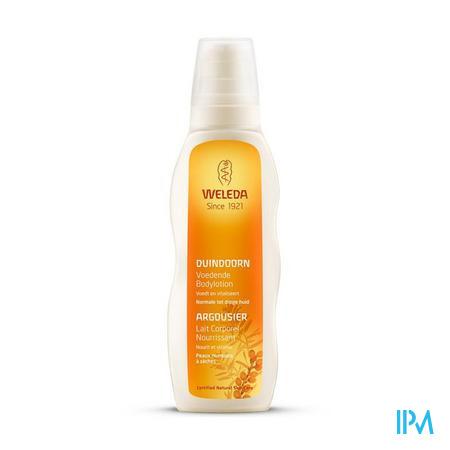 WELEDA
Since 1921
DUINDOORN
Voedende
Bodylotion
Voedt en vitaliseert
Normale tot droge huid
ARGOUSIER
Lait Corporel
Nourrissant
Nourrit et vitalise
Peaux normales
à sèches
Certified Natural Skin Care
IPM